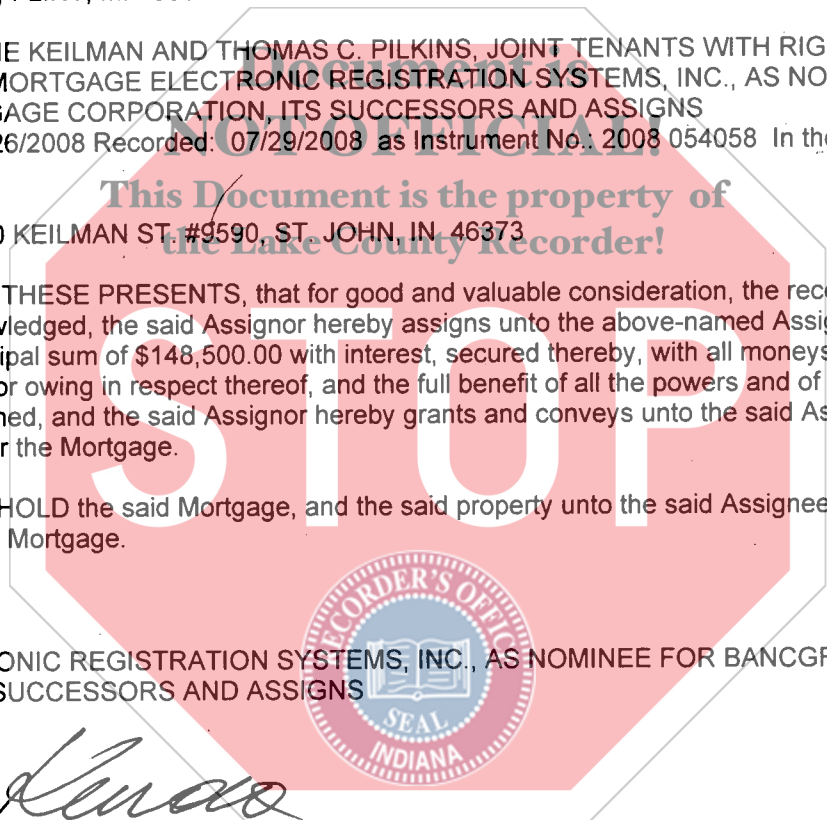 IE KEILMAN AND THOMAS C. PILKINS, JOINT TENANTS WITH RIG
MORTGAGE ELECTRONIC REGISTRATION SYSTEMS, INC., AS NO
GAGE CORPORATION, ITS SUCCESSORS AND ASSIGNS
26/2008 Recorded: 07/29/2008 as Instrument No.: 2008 054058 In the
Document is
NOT OFFICIAL!
This Document is the property of
the Lake County Recorder!
KEILMAN ST. #9590, ST. JOHN, IN 46373
THESE PRESENTS, that for good and valuable consideration, the rece
wledged, the said Assignor hereby assigns unto the above-named Assig
ipal sum of $148,500.00 with interest, secured thereby, with all moneys
or owing in respect thereof, and the full benefit of all the powers and of
ned, and the said Assignor hereby grants and conveys unto the said As
r the Mortgage.
STOP
HOLD the said Mortgage, and the said property unto the said Assignee
Mortgage.
RECORDER'S OFFICE
SEAL
INDIANA
ONIC REGISTRATION SYSTEMS, INC., AS NOMINEE FOR BANCGR
SUCCESSORS AND ASSIGNS